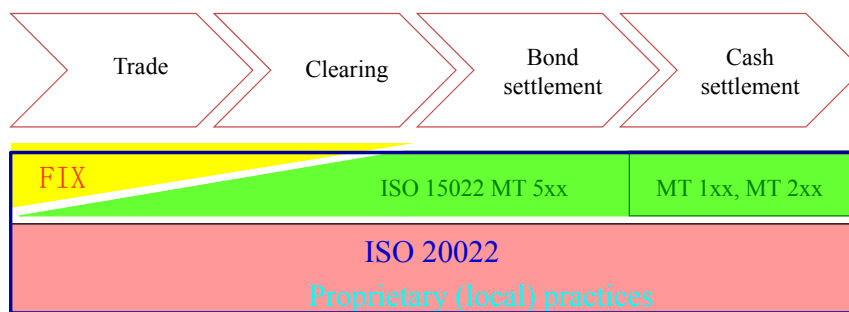 Trade
Clearing
Bond
settlement
Cash
settlement
FIX
ISO 15022 MT 5xx
MT 1xx, MT 2xx
ISO 20022
Proprietary (local) practices